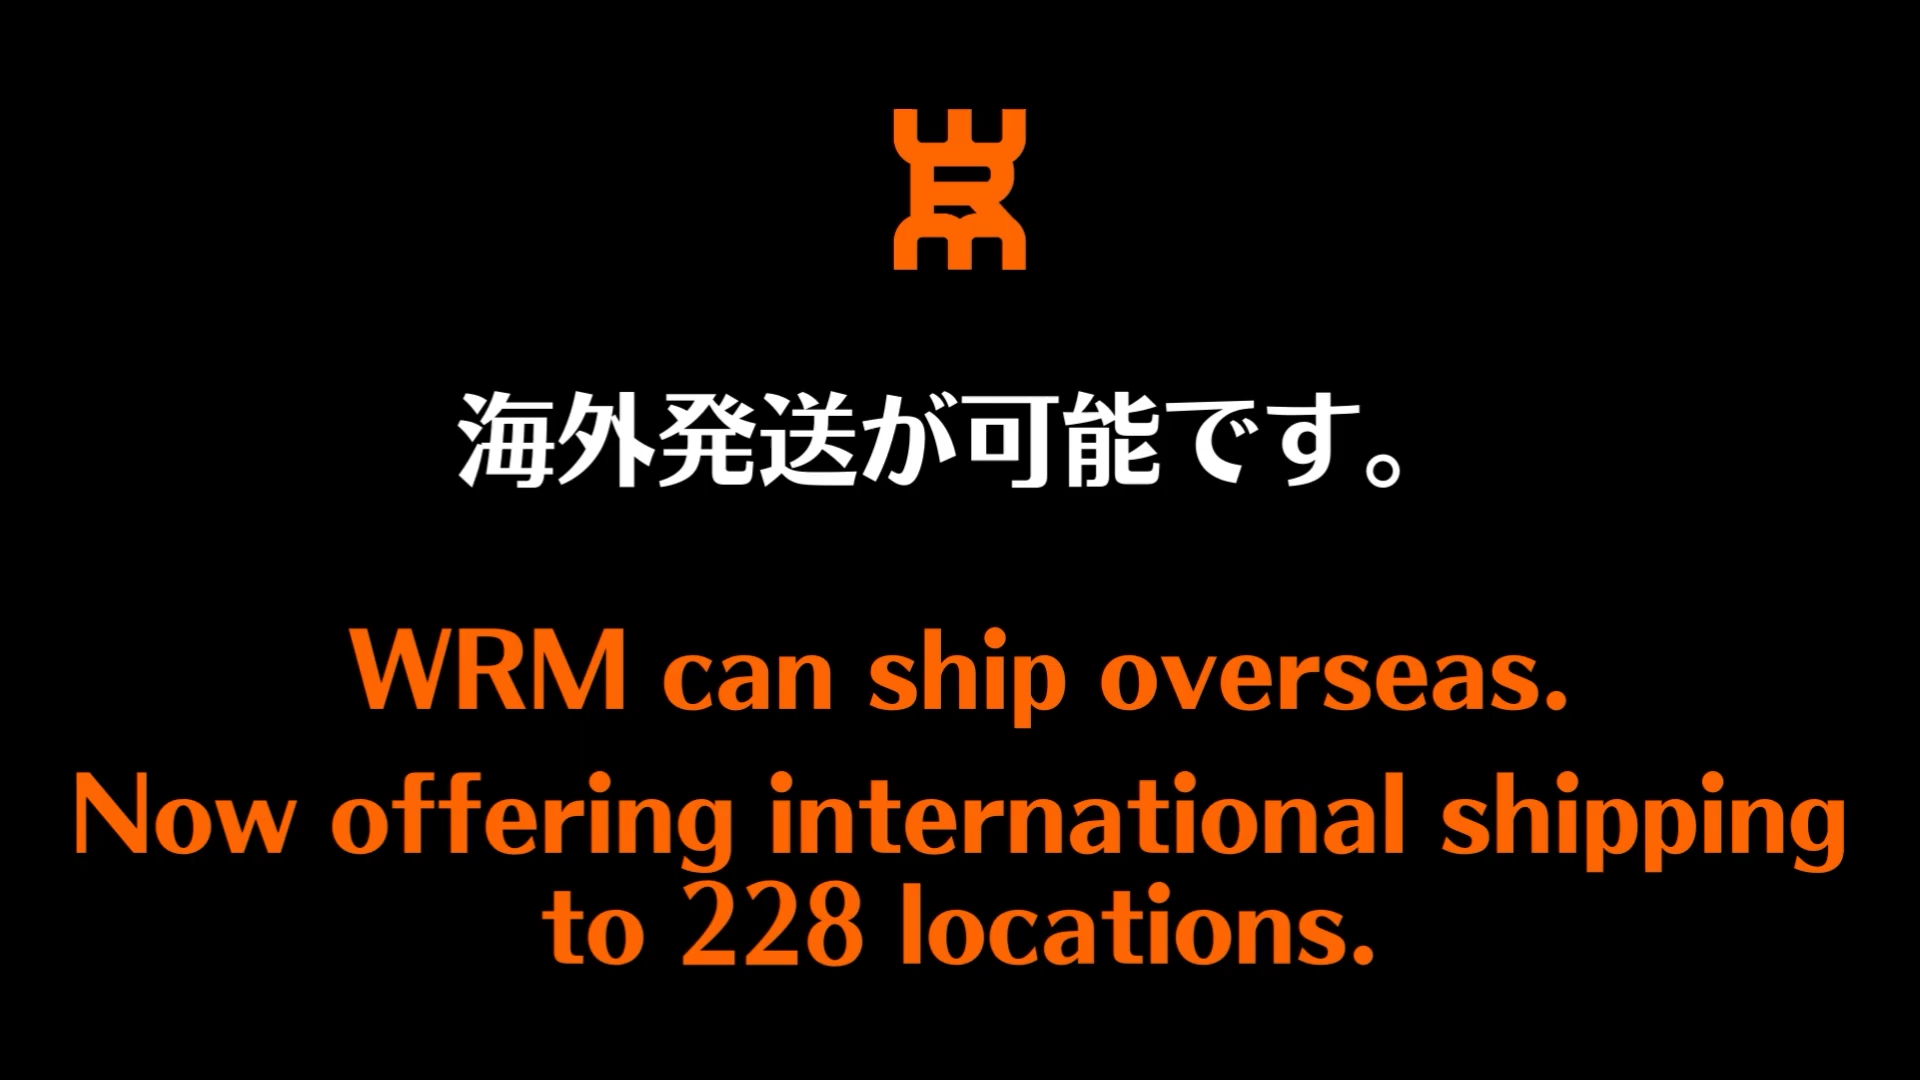 海外発送が可能です。
WRM can ship overseas.
Now offering international shipping
to 228 locations.